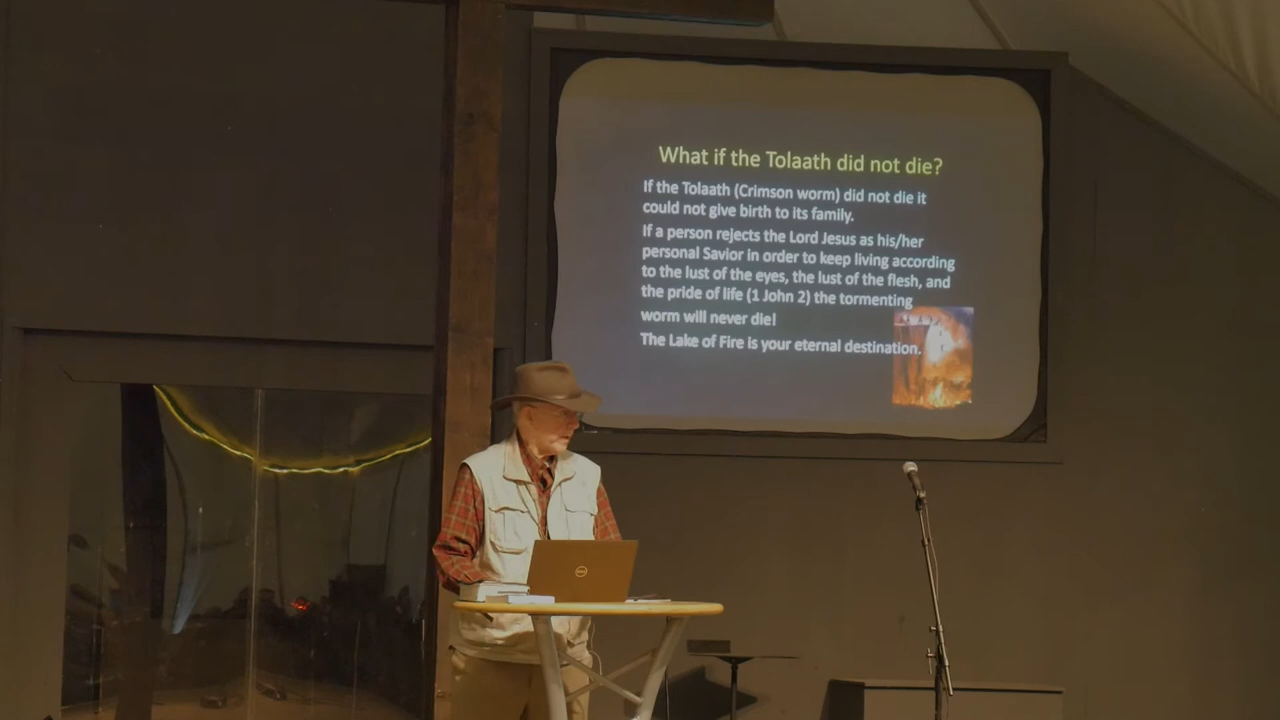 What if the Tolaath did not die?
If the Tolaath (Crimson worm) did not die it
could not give birth to its family.
If a person rejects the Lord Jesus as his/her
personal Savior in order to keep living according
to the lust of the eyes, the lust of the flesh, and
the pride of life (1 John 2) the tormenting
worm will never die!
The Lake of Fire is your eternal destination.
DELL